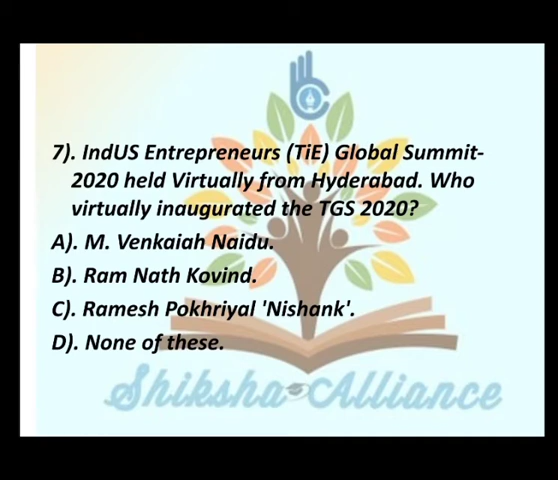 7). IndUS Entrepreneurs (TiE) Global Summit-
2020 held Virtually from Hyderabad. Who
virtually inaugurated the TGS 2020?
A). M. Venkaiah Naidu.
B). Ram Nath Kovind.
C). Ramesh Pokhriyal 'Nishank'.
D). None of these.
Shiksha Alliance